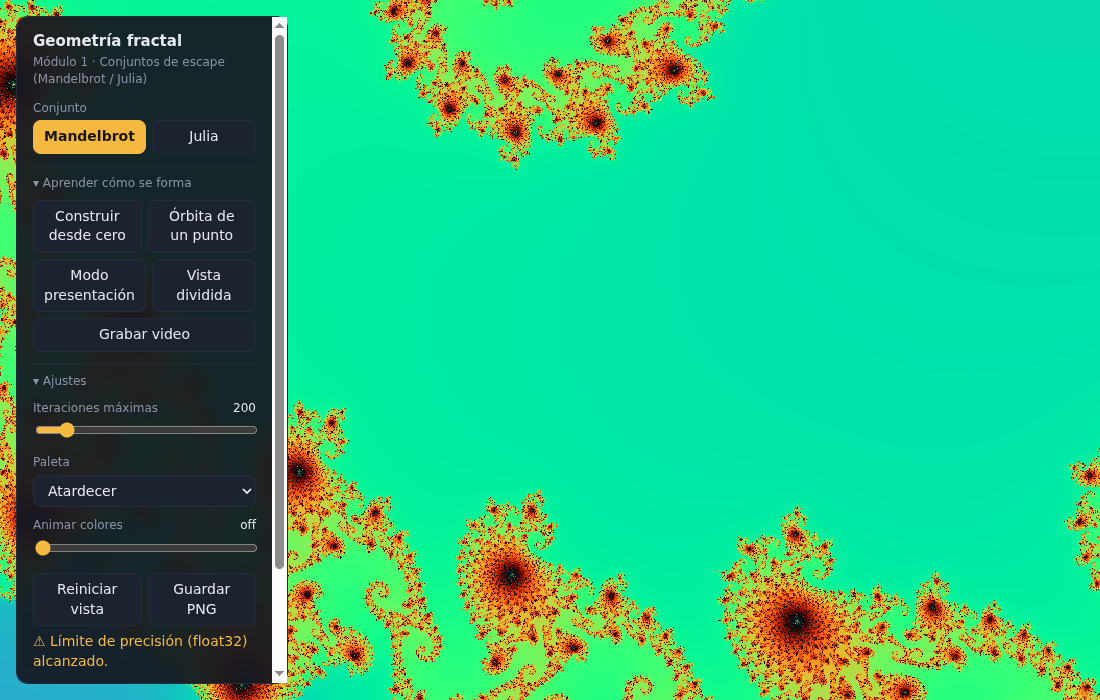 Geometría fractal
Módulo 1 · Conjuntos de escape
(Mandelbrot / Julia)
Conjunto
Mandelbrot
Julia
▾ Aprender cómo se forma
Construir
desde cero
Órbita de
un punto
Modo
presentación
Vista
dividida
Grabar video
▾ Ajustes
Iteraciones máximas 200
Paleta
Atardecer
Animar colores off
Reiniciar
vista
Guardar
PNG
⚠ Límite de precisión (float32)
alcanzado.